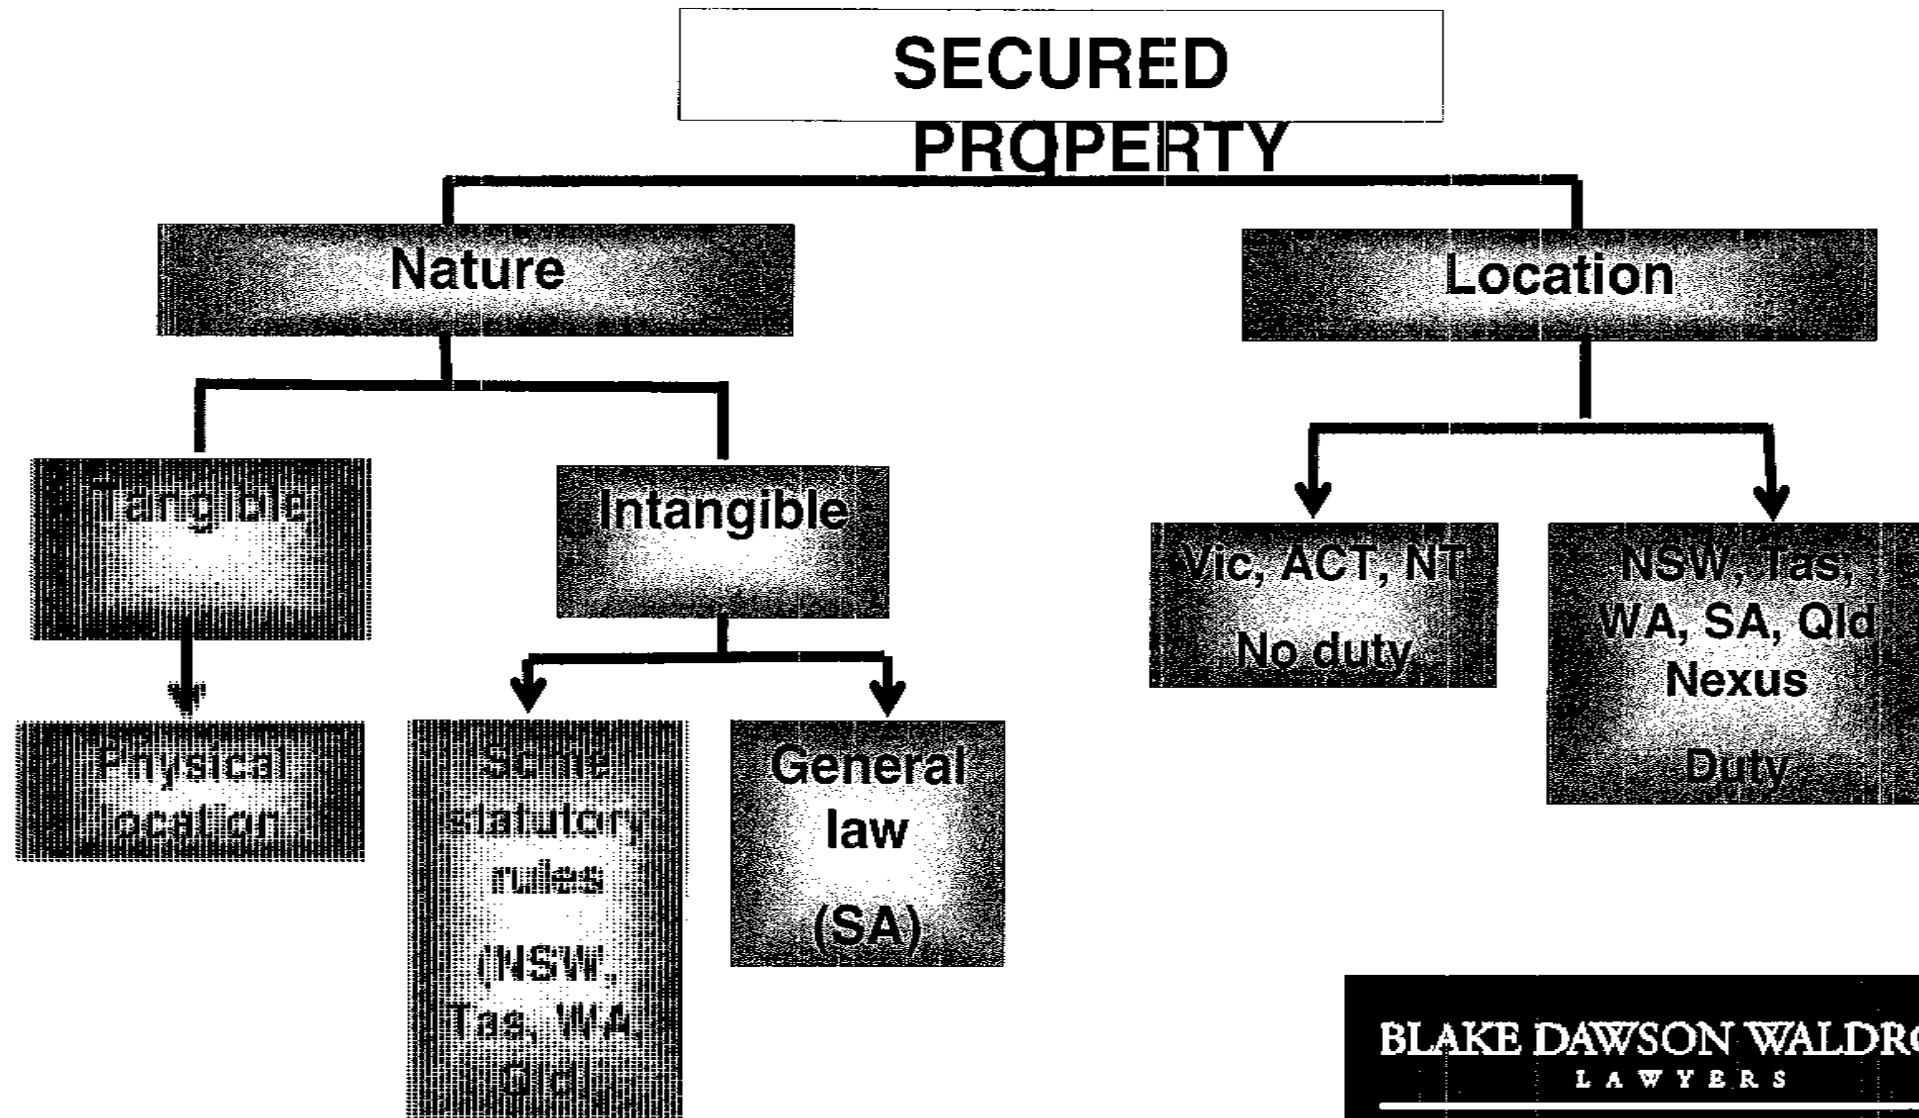 SECURED
PROPERTY
Nature
Location
Tangible
Intangible
Vic, ACT, NT
No duty
NSW, Tas,
WA, SA, Qld
Nexus
Duty
Physical
location
Some
statutory
rules
(NSW,
Tas, WA,
Qld
General
law
(SA)
BLAKE DAWSON WALDRO
LAWYERS